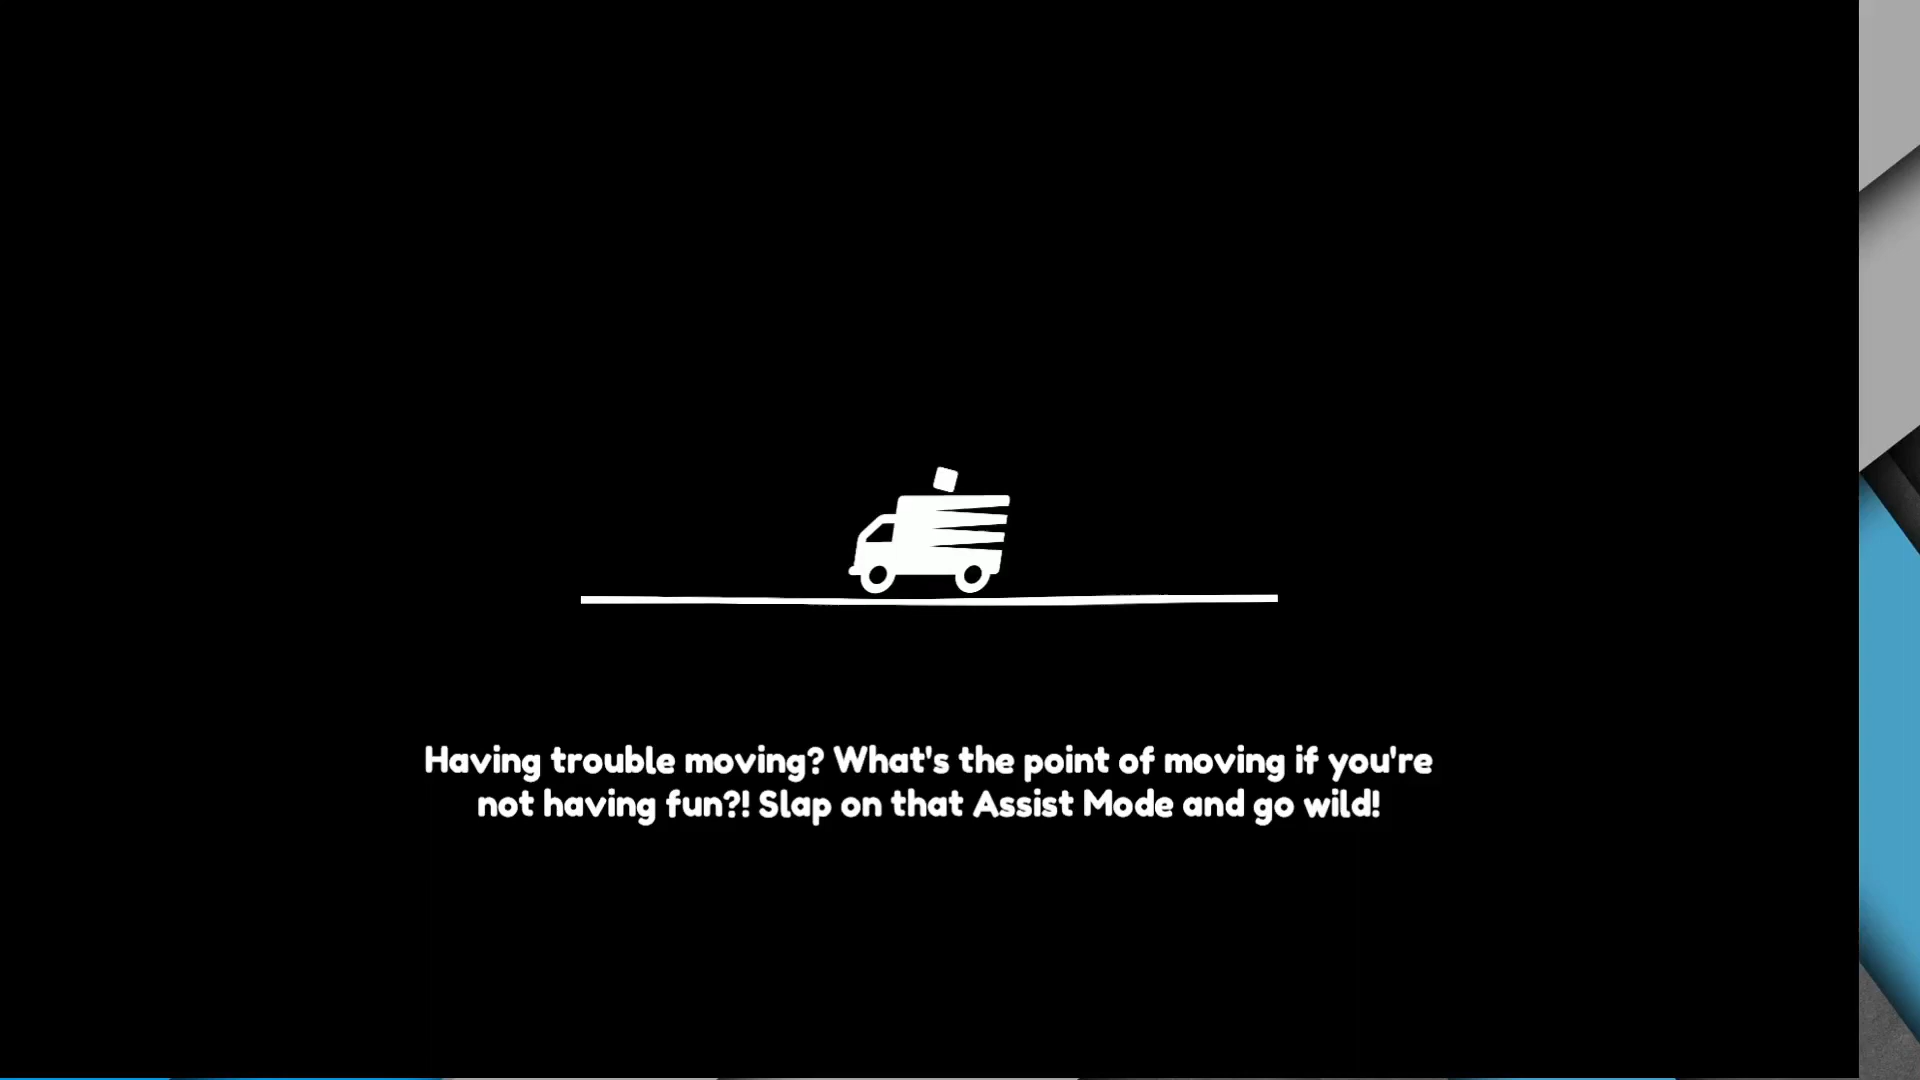 Having trouble moving? What's the point of moving if you're
not having fun?! Slap on that Assist Mode and go wild!